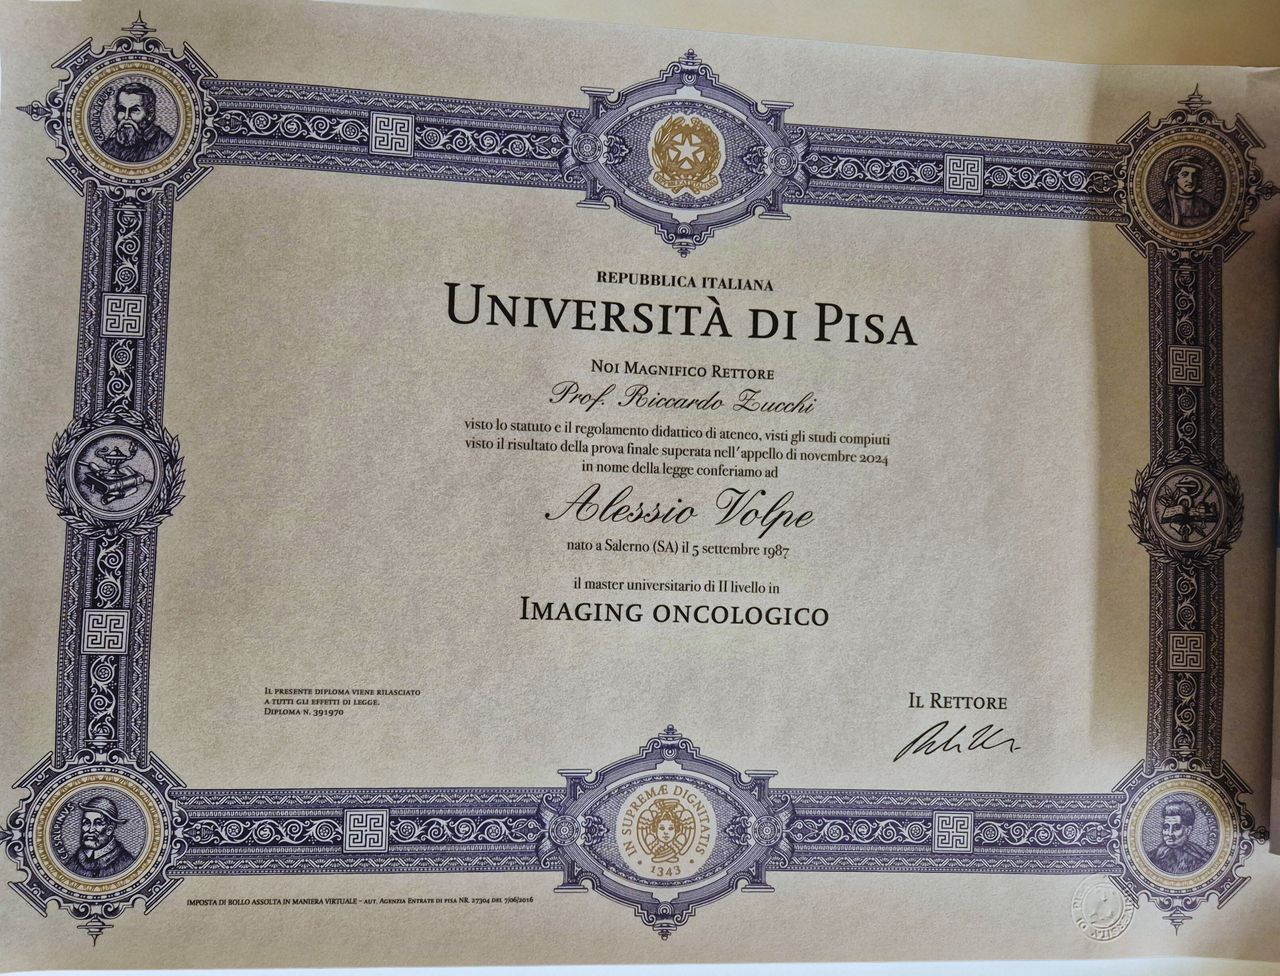 REPUBBLICA ITALIANA
UNIVERSITÀ DI PISA
NOI MAGNIFICO RETTORE
Prof. Riccardo Zucchi
visto lo statuto e il regolamento didattico di ateneo, visti gli studi compiuti
visto il risultato della prova finale superata nell'appello di novembre 2024
in nome della legge conferiamo ad
Alessio Volpe
nato a Salerno (SA) il 5 settembre 1987
il master universitario di II livello in
IMAGING ONCOLOGICO
IL PRESENTE DIPLOMA VIENE RILASCIATO
A TUTTI GLI EFFETTI DI LEGGE.
DIPLOMA N. 391970
IL RETTORE
CESALPINUS
IN SUPREMÆ DIGNITATIS
1343
IMPOSTA DI BOLLO ASSOLTA IN MANIERA VIRTUALE - AUT. AGENZIA ENTRATE DI PISA NR. 27304 DEL 7/06/2016